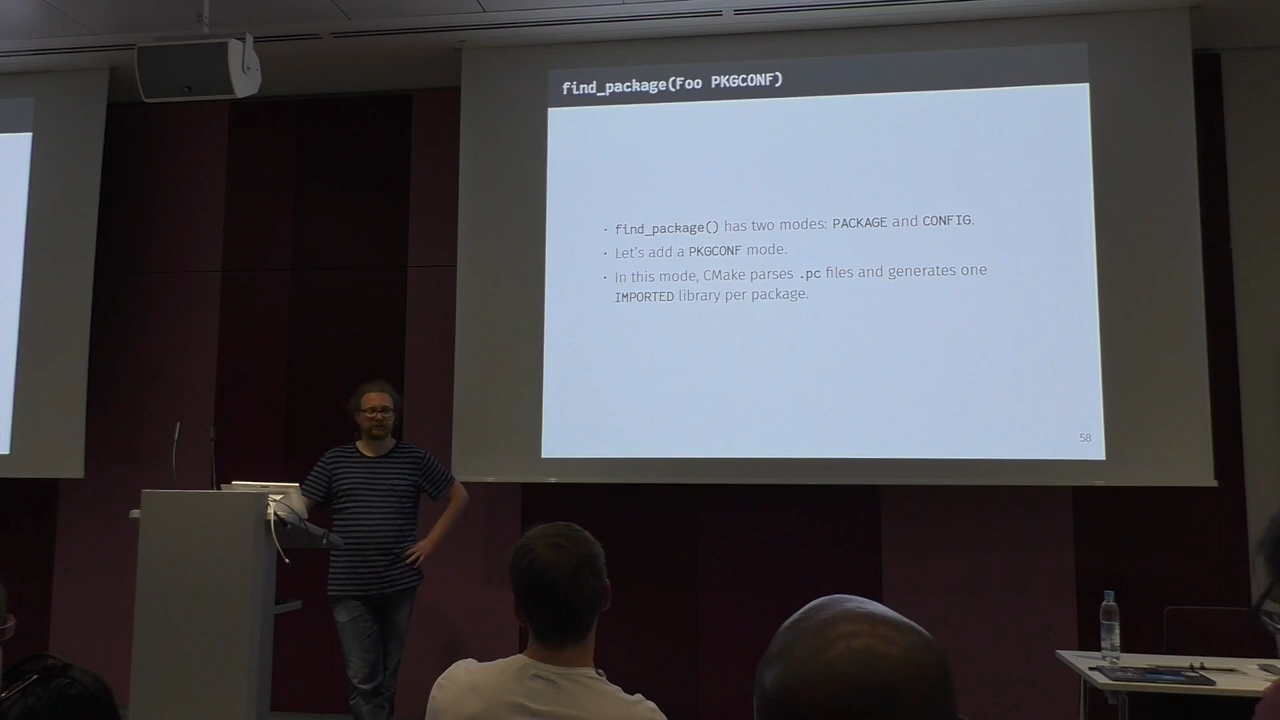 find_package(Foo PKGCONF)
· find_package() has two modes: PACKAGE and CONFIG.
· Let's add a PKGCONF mode.
· In this mode, CMake parses .pc files and generates one
IMPORTED library per package.
58